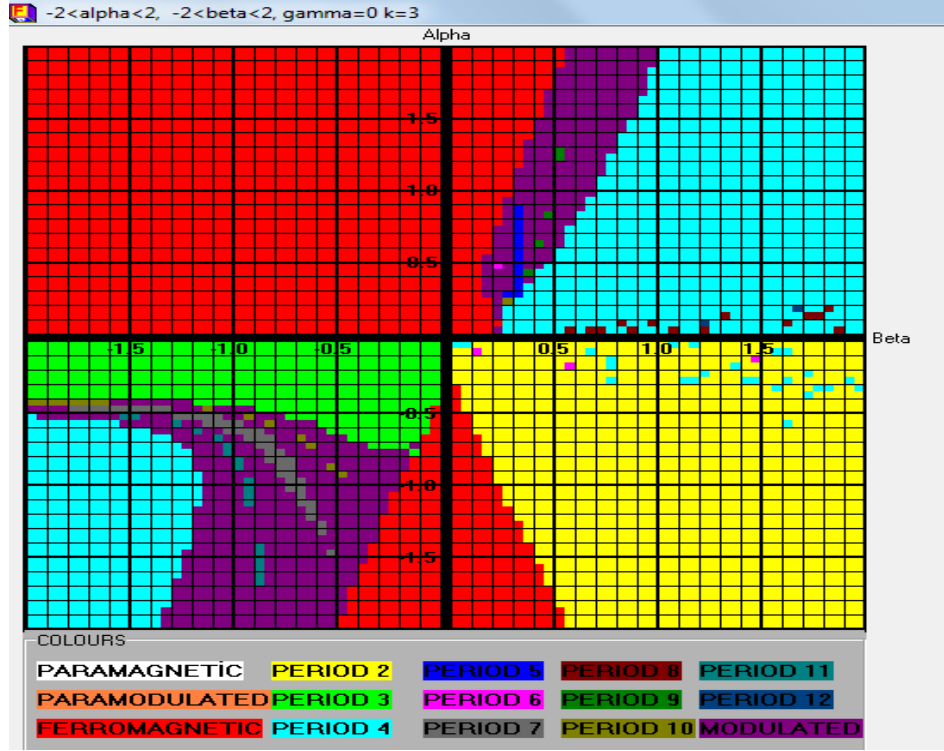 -2<alpha<2, -2<beta<2, gamma=0 k=3
Alpha
1.5
1.0
0.5
Beta
-1.5 -1.0 -0.5 0.5 1.0 1.5
-0.5
-1.0
-1.5
COLOURS
PARAMAGNETİC PERIOD 2 PERIOD 5 PERIOD 8 PERIOD 11
PARAMODULATED PERIOD 3 PERIOD 6 PERIOD 9 PERIOD 12
FERROMAGNETIC PERIOD 4 PERIOD 7 PERIOD 10 MODULATED